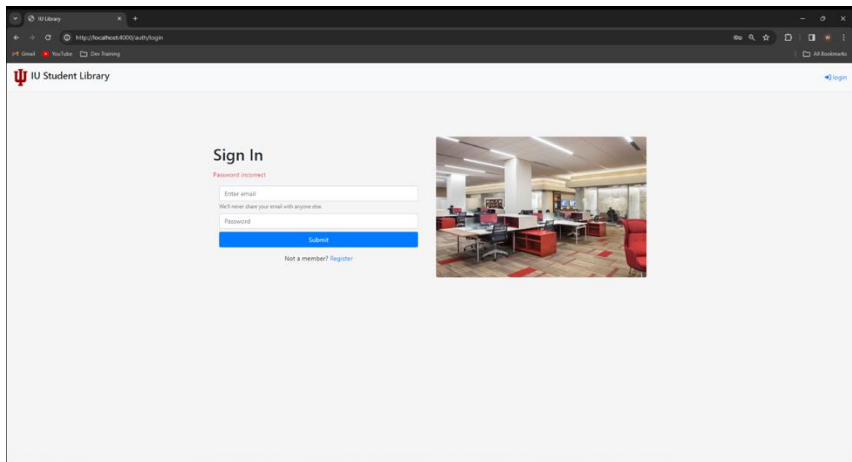 IU Library
http://localhost:4000/auth/login
Gmail YouTube Dev Training All Bookmarks
IU Student Library
login
Sign In
Password incorrect
Enter email
We'll never share your email with anyone else.
Password
Submit
Not a member? Register